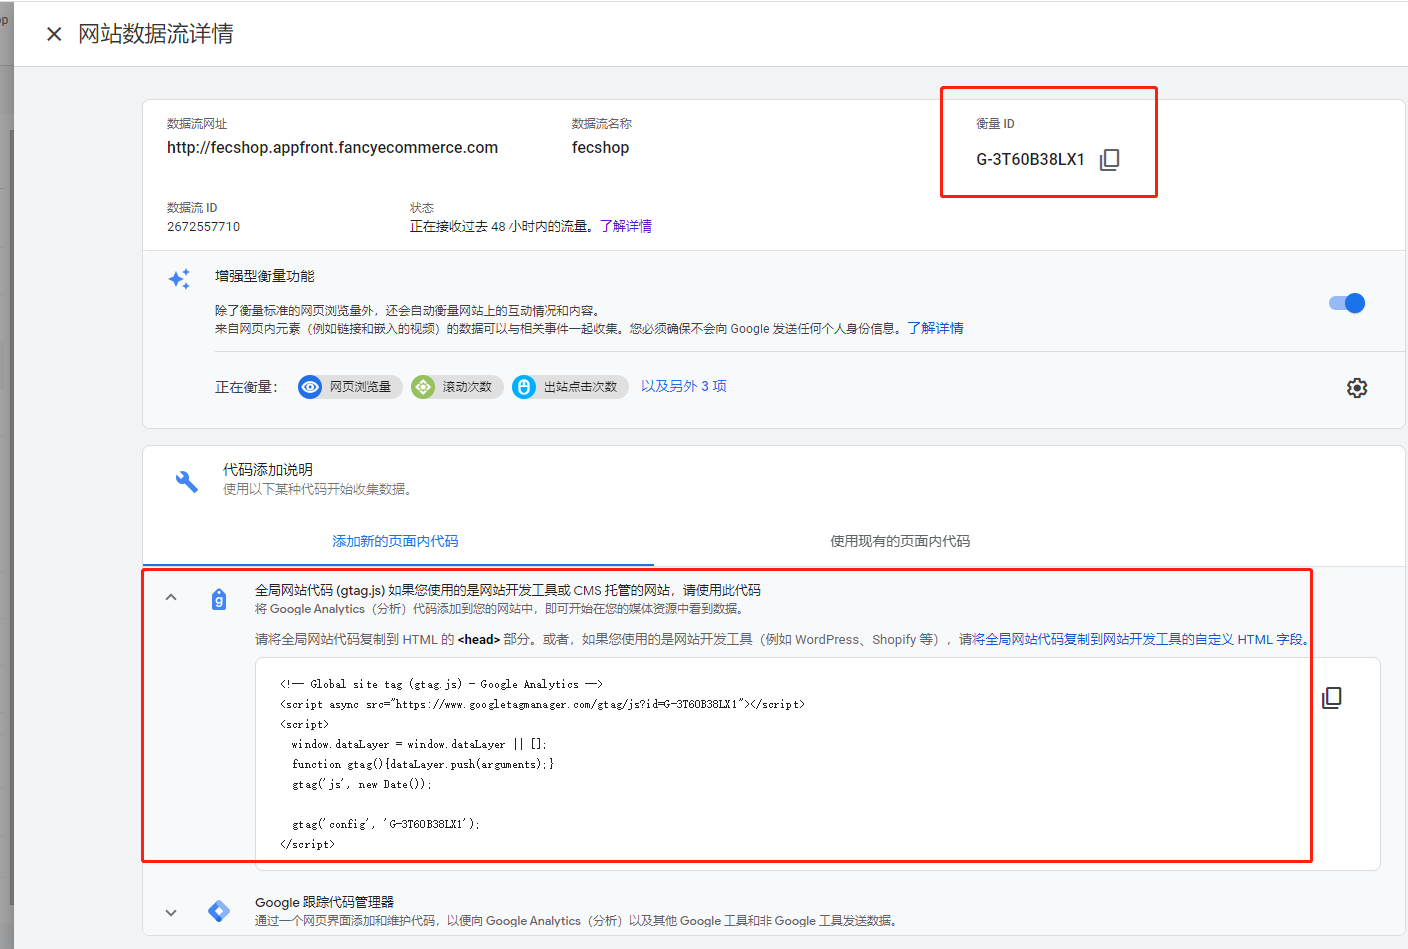 op
网站数据流详情
数据流网址
数据流名称
衡量 ID
http://fecshop.appfront.fancyecommerce.com
fecshop
G-3T60B38LX1
数据流 ID
状态
2672557710
正在接收过去 48 小时内的流量。了解详情
增强型衡量功能
除了衡量标准的网页浏览量外，还会自动衡量网站上的互动情况和内容。
来自网页内元素（例如链接和嵌入的视频）的数据可以与相关事件一起收集。您必须确保不会向 Google 发送任何个人身份信息。了解详情
正在衡量：
网页浏览量
滚动次数
出站点击次数
以及另外 3 项
代码添加说明
使用以下某种代码开始收集数据。
添加新的页面内代码
使用现有的页面内代码
全局网站代码 (gtag.js) 如果您使用的是网站开发工具或 CMS 托管的网站，请使用此代码
将 Google Analytics（分析）代码添加到您的网站中，即可开始在您的媒体资源中看到数据。
请将全局网站代码复制到 HTML 的 <head> 部分。或者，如果您使用的是网站开发工具（例如 WordPress、Shopify 等），请将全局网站代码复制到网站开发工具的自定义 HTML 字段。
<!-- Global site tag (gtag.js) - Google Analytics -->
<script async src="https://www.googletagmanager.com/gtag/js?id=G-3T60B38LX1"></script>
<script>
window.dataLayer = window.dataLayer || [];
function gtag(){dataLayer.push(arguments);}
gtag('js', new Date());
gtag('config', 'G-3T60B38LX1');
</script>
Google 跟踪代码管理器
通过一个网页界面添加和维护代码，以便向 Google Analytics（分析）以及其他 Google 工具和非 Google 工具发送数据。